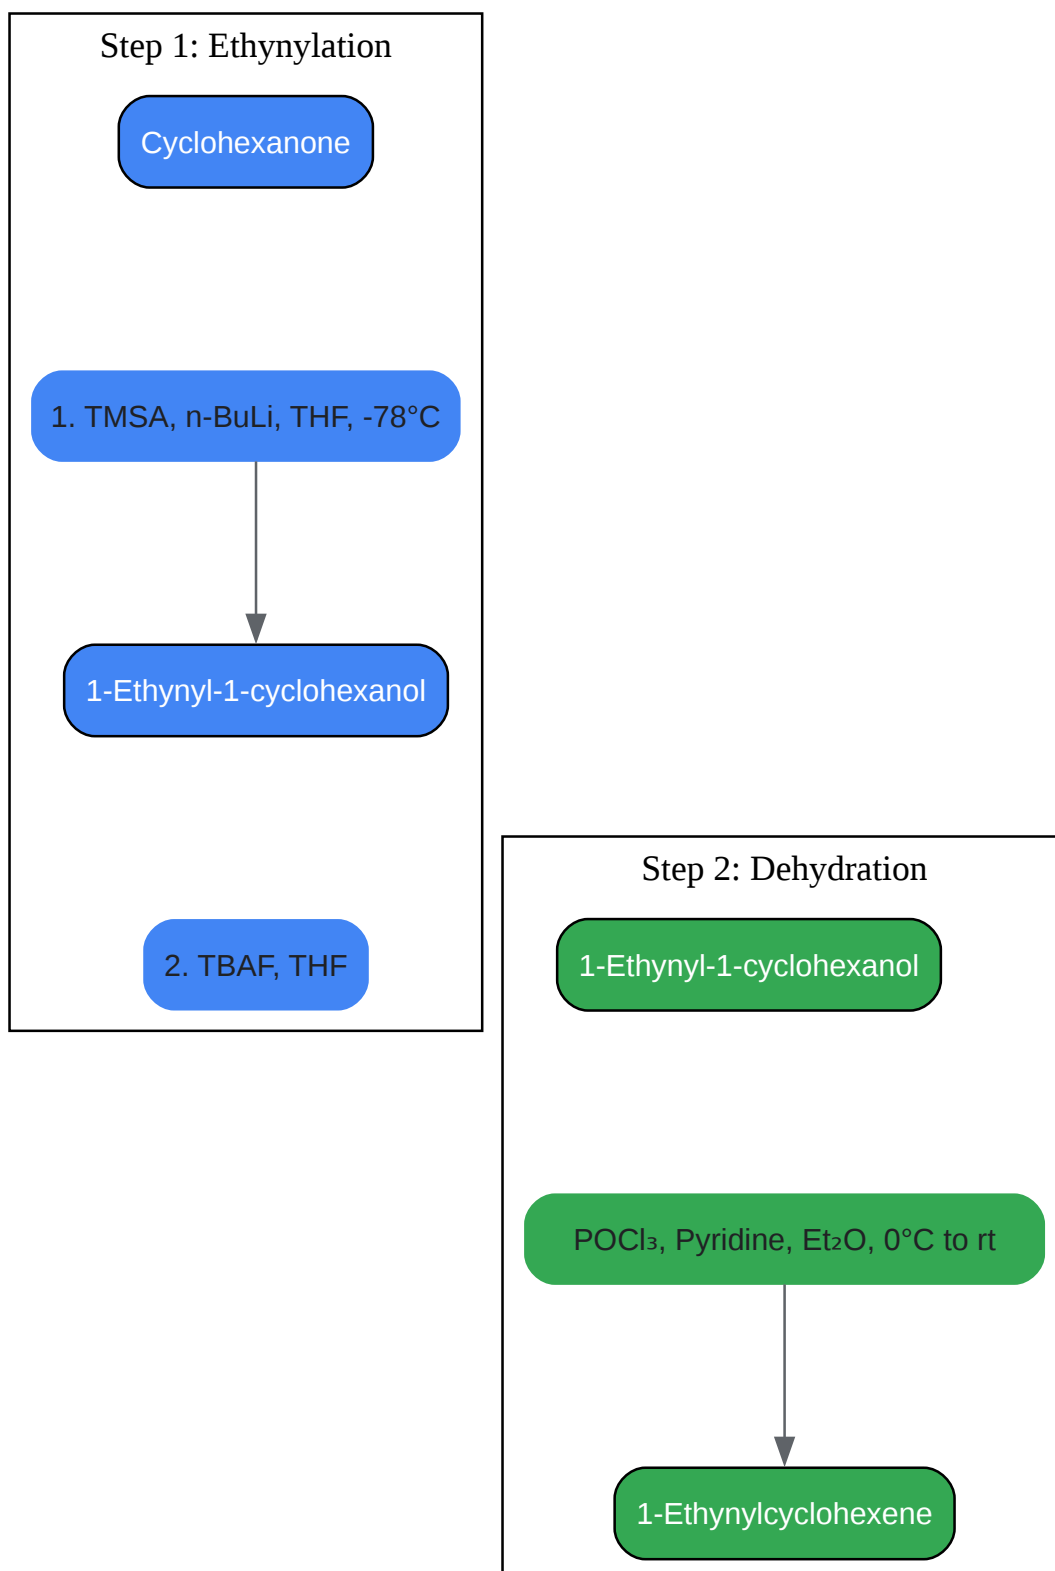 Step 1: Ethynylation
Cyclohexanone
1. TMSA, n-BuLi, THF, -78°C
1-Ethynyl-1-cyclohexanol
2. TBAF, THF
Step 2: Dehydration
1-Ethynyl-1-cyclohexanol
POCl₃, Pyridine, Et₂O, 0°C to rt
1-Ethynylcyclohexene